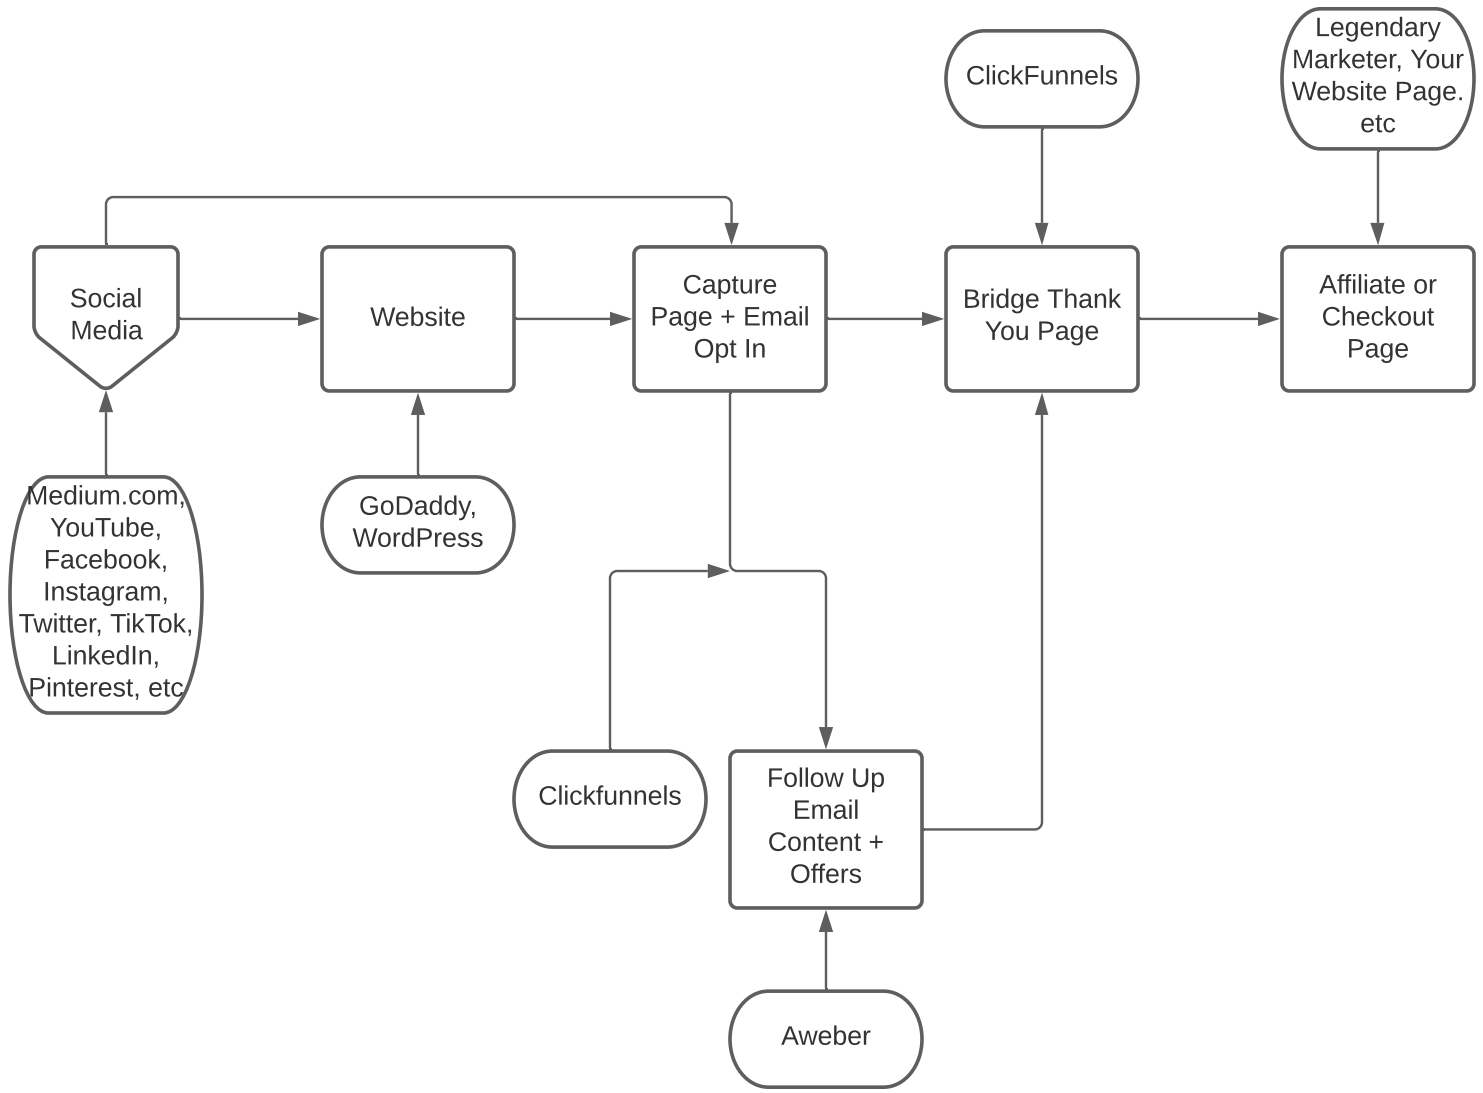 Legendary
Marketer, Your
Website Page.
etc
ClickFunnels
Social
Media
Website
Capture
Page + Email
Opt In
Bridge Thank
You Page
Affiliate or
Checkout
Page
Medium.com,
YouTube,
Facebook,
Instagram,
Twitter, TikTok,
LinkedIn,
Pinterest, etc
GoDaddy,
WordPress
Clickfunnels
Follow Up
Email
Content +
Offers
Aweber